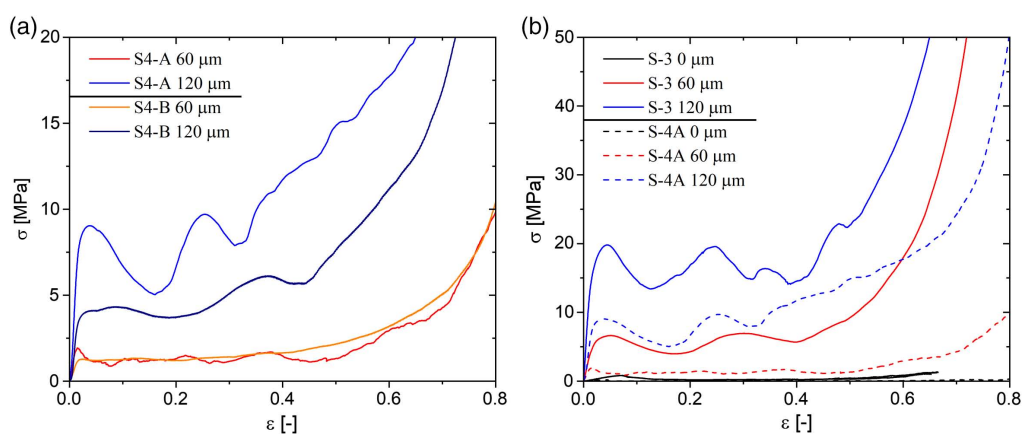 (a)
20
15
10
5
0
σ [MPa]
S4-A 60 μm
S4-A 120 μm
S4-B 60 μm
S4-B 120 μm
0.0 0.2 0.4 0.6 0.8
ε [-]
(b)
50
40
30
20
10
0
σ [MPa]
S-3 0 μm
S-3 60 μm
S-3 120 μm
S-4A 0 μm
S-4A 60 μm
S-4A 120 μm
0.0 0.2 0.4 0.6 0.8
ε [-]